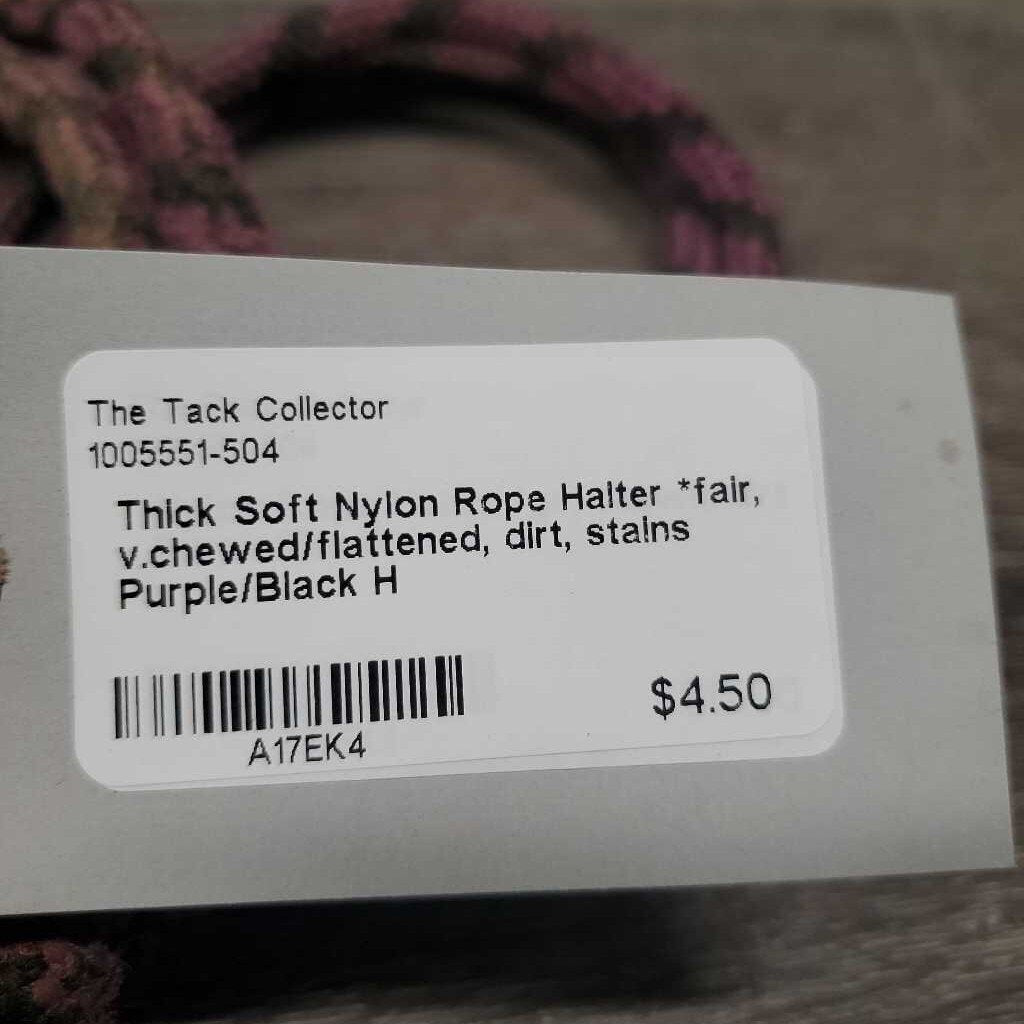 The Tack Collector
1005551-504
Thick Soft Nylon Rope Halter *fair,
v.chewed/flattened, dirt, stains
Purple/Black H
A17EK4
$4.50